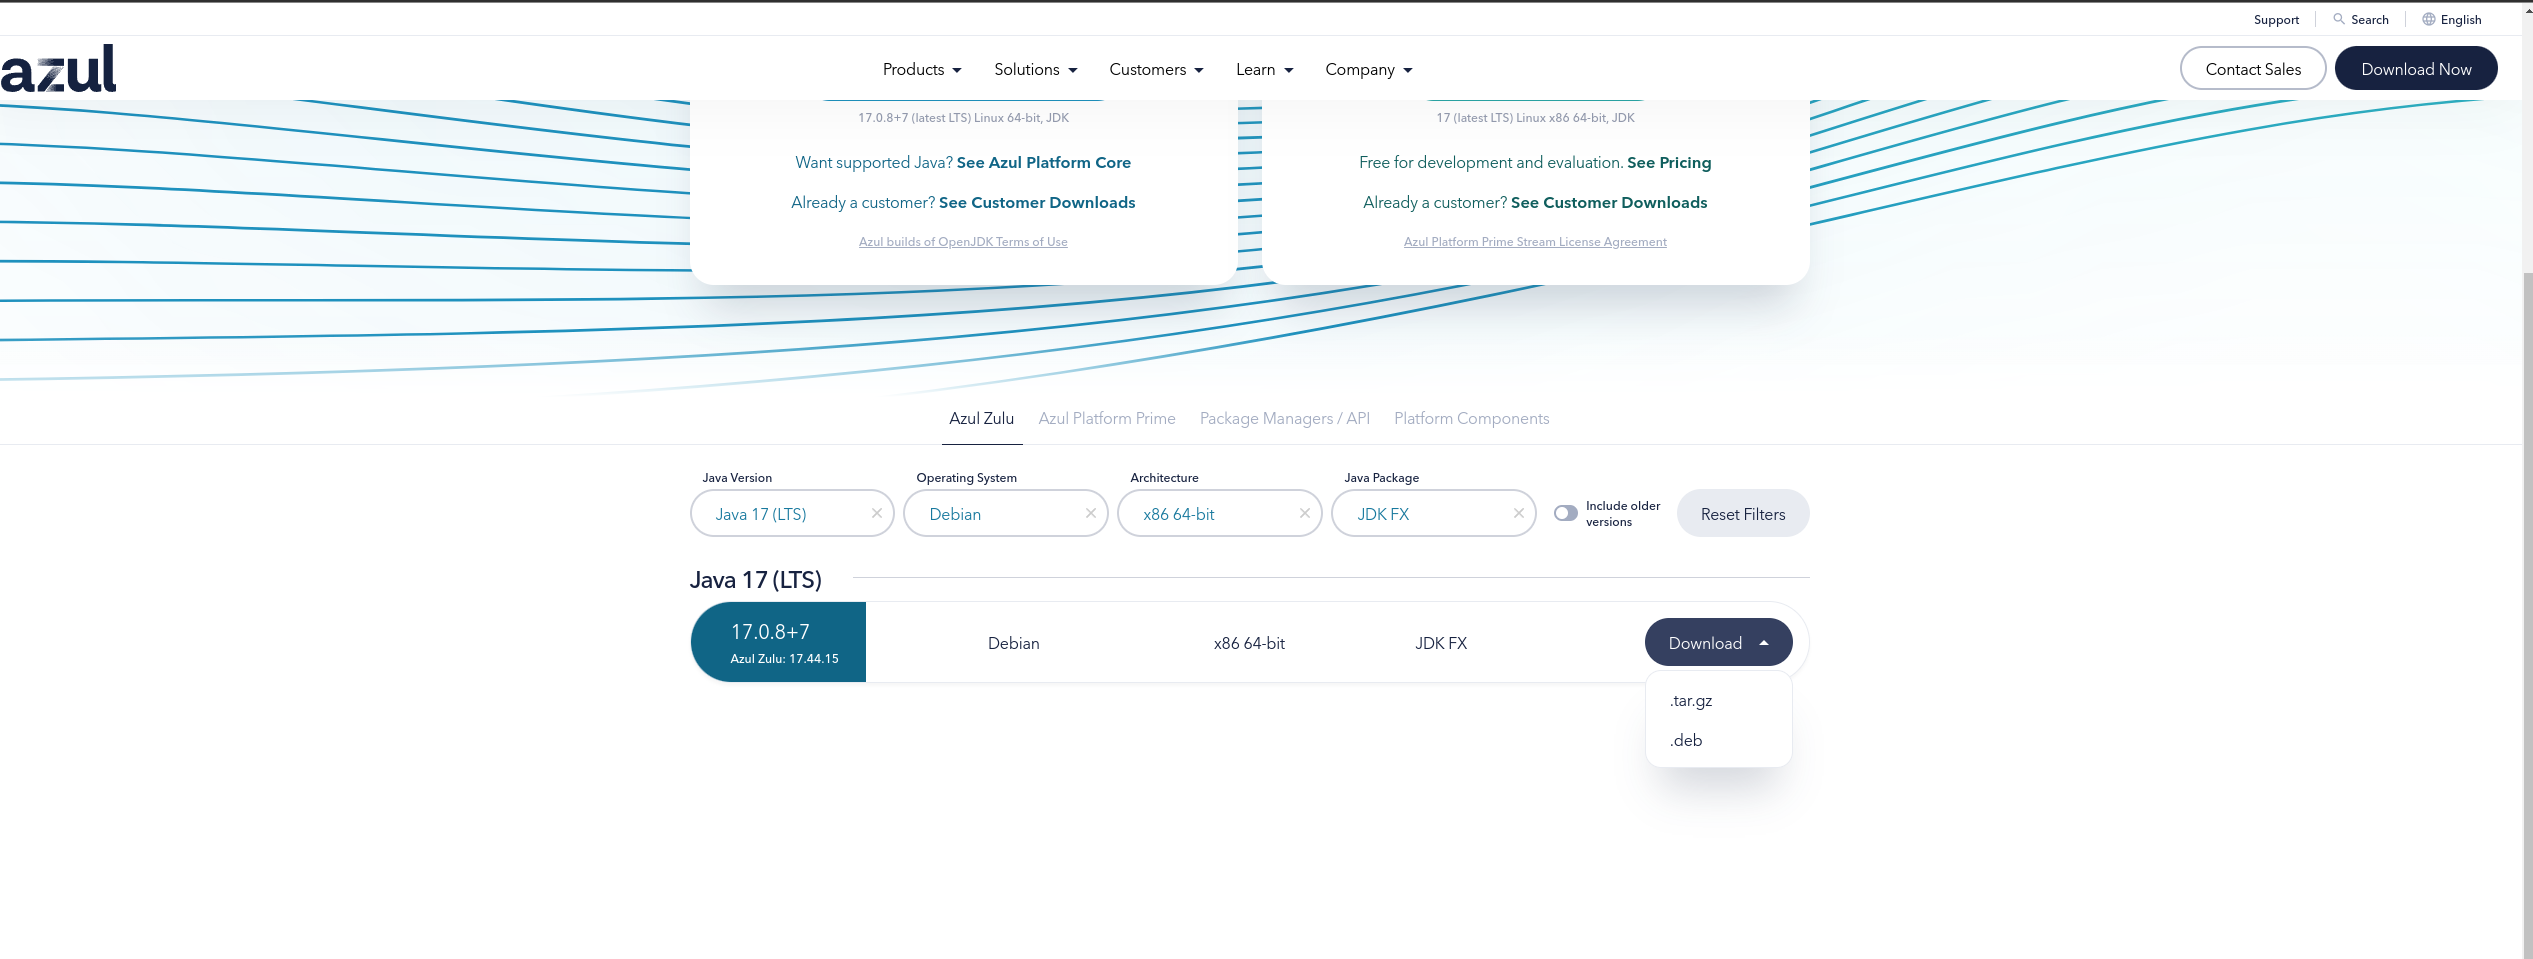 Support
Search
English
azul
Products
Solutions
Customers
Learn
Company
Contact Sales
Download Now
17.0.8+7 (latest LTS) Linux 64-bit, JDK
Want supported Java? See Azul Platform Core
Already a customer? See Customer Downloads
Azul builds of OpenJDK Terms of Use
17 (latest LTS) Linux x86 64-bit, JDK
Free for development and evaluation. See Pricing
Already a customer? See Customer Downloads
Azul Platform Prime Stream License Agreement
Azul Zulu
Azul Platform Prime
Package Managers / API
Platform Components
Java Version
Java 17 (LTS)
Operating System
Debian
Architecture
x86 64-bit
Java Package
JDK FX
Include older
versions
Reset Filters
Java 17 (LTS)
17.0.8+7
Azul Zulu: 17.44.15
Debian
x86 64-bit
JDK FX
Download
.tar.gz
.deb